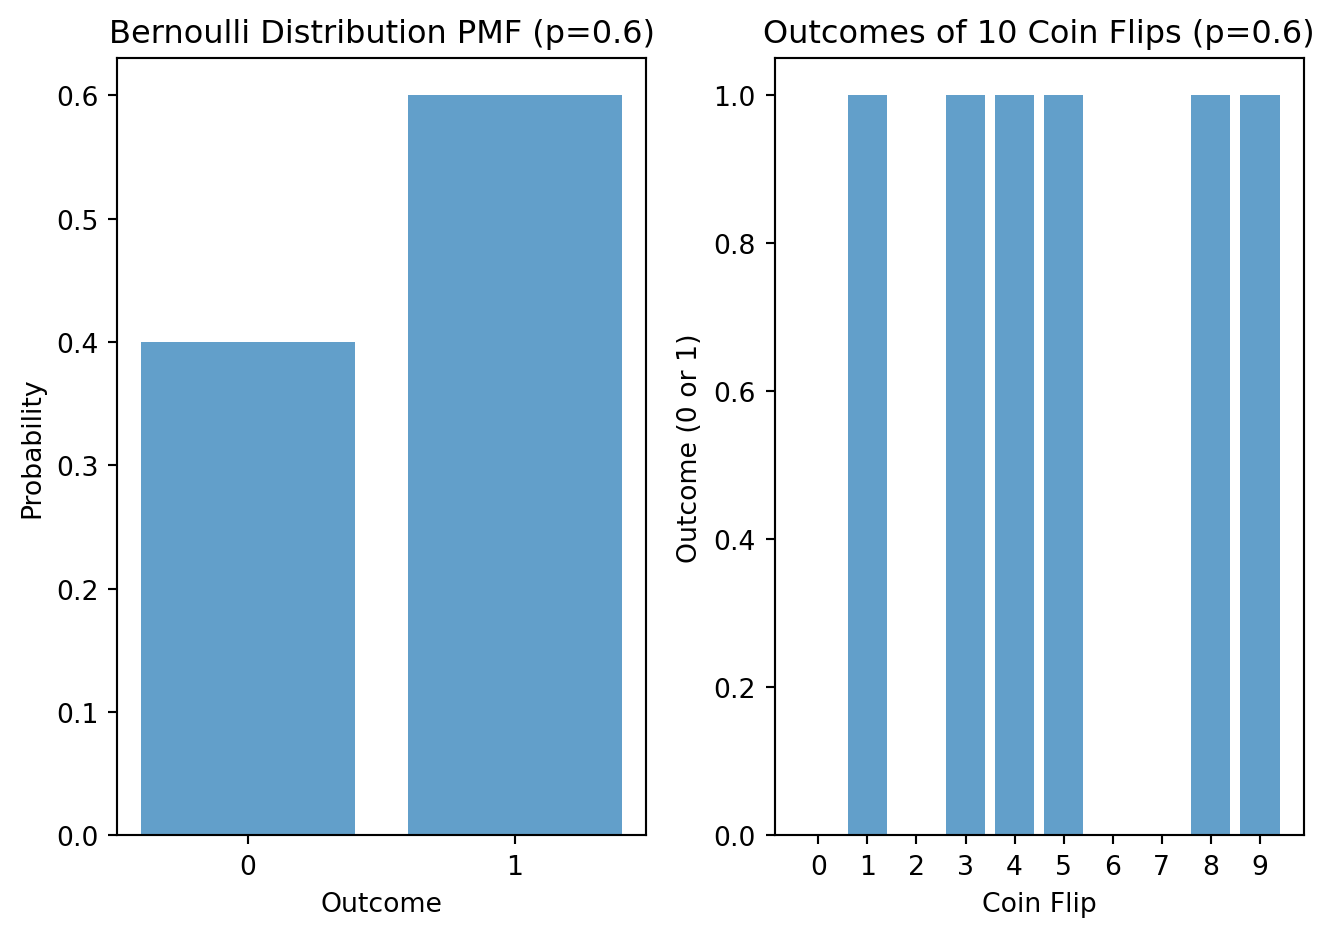 Bernoulli Distribution PMF (p=0.6)
0.6
0.5
0.4
0.3
0.2
0.1
0.0
Probability
0 1
Outcome
Outcomes of 10 Coin Flips (p=0.6)
1.0
0.8
0.6
0.4
0.2
0.0
Outcome (0 or 1)
0 1 2 3 4 5 6 7 8 9
Coin Flip